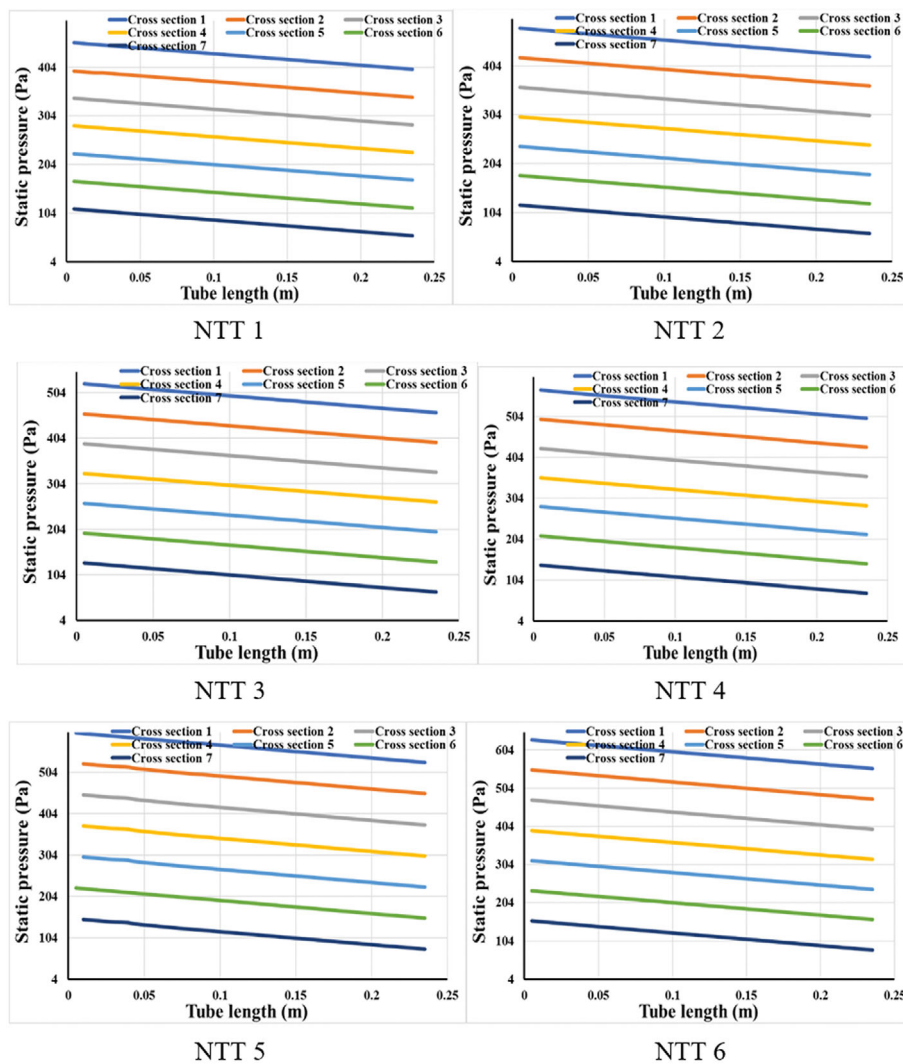 Cross section 1 Cross section 2 Cross section 3
Cross section 4 Cross section 5 Cross section 6
Cross section 7
Static pressure (Pa)
404
304
204
104
4
0 0.05 0.1 0.15 0.2 0.25
Tube length (m)
NTT 1
Cross section 1 Cross section 2 Cross section 3
Cross section 4 Cross section 5 Cross section 6
Cross section 7
Static pressure (Pa)
404
304
204
104
4
0 0.05 0.1 0.15 0.2 0.25
Tube length (m)
NTT 2
Cross section 1 Cross section 2 Cross section 3
Cross section 4 Cross section 5 Cross section 6
Cross section 7
Static pressure (Pa)
504
404
304
204
104
4
0 0.05 0.1 0.15 0.2 0.25
Tube length (m)
NTT 3
Cross section 1 Cross section 2 Cross section 3
Cross section 4 Cross section 5 Cross section 6
Cross section 7
Static pressure (Pa)
504
404
304
204
104
4
0 0.05 0.1 0.15 0.2 0.25
Tube length (m)
NTT 4
Cross section 1 Cross section 2 Cross section 3
Cross section 4 Cross section 5 Cross section 6
Cross section 7
Static pressure (Pa)
504
404
304
204
104
4
0 0.05 0.1 0.15 0.2 0.25
Tube length (m)
NTT 5
Cross section 1 Cross section 2 Cross section 3
Cross section 4 Cross section 5 Cross section 6
Cross section 7
Static pressure (Pa)
604
504
404
304
204
104
4
0 0.05 0.1 0.15 0.2 0.25
Tube length (m)
NTT 6